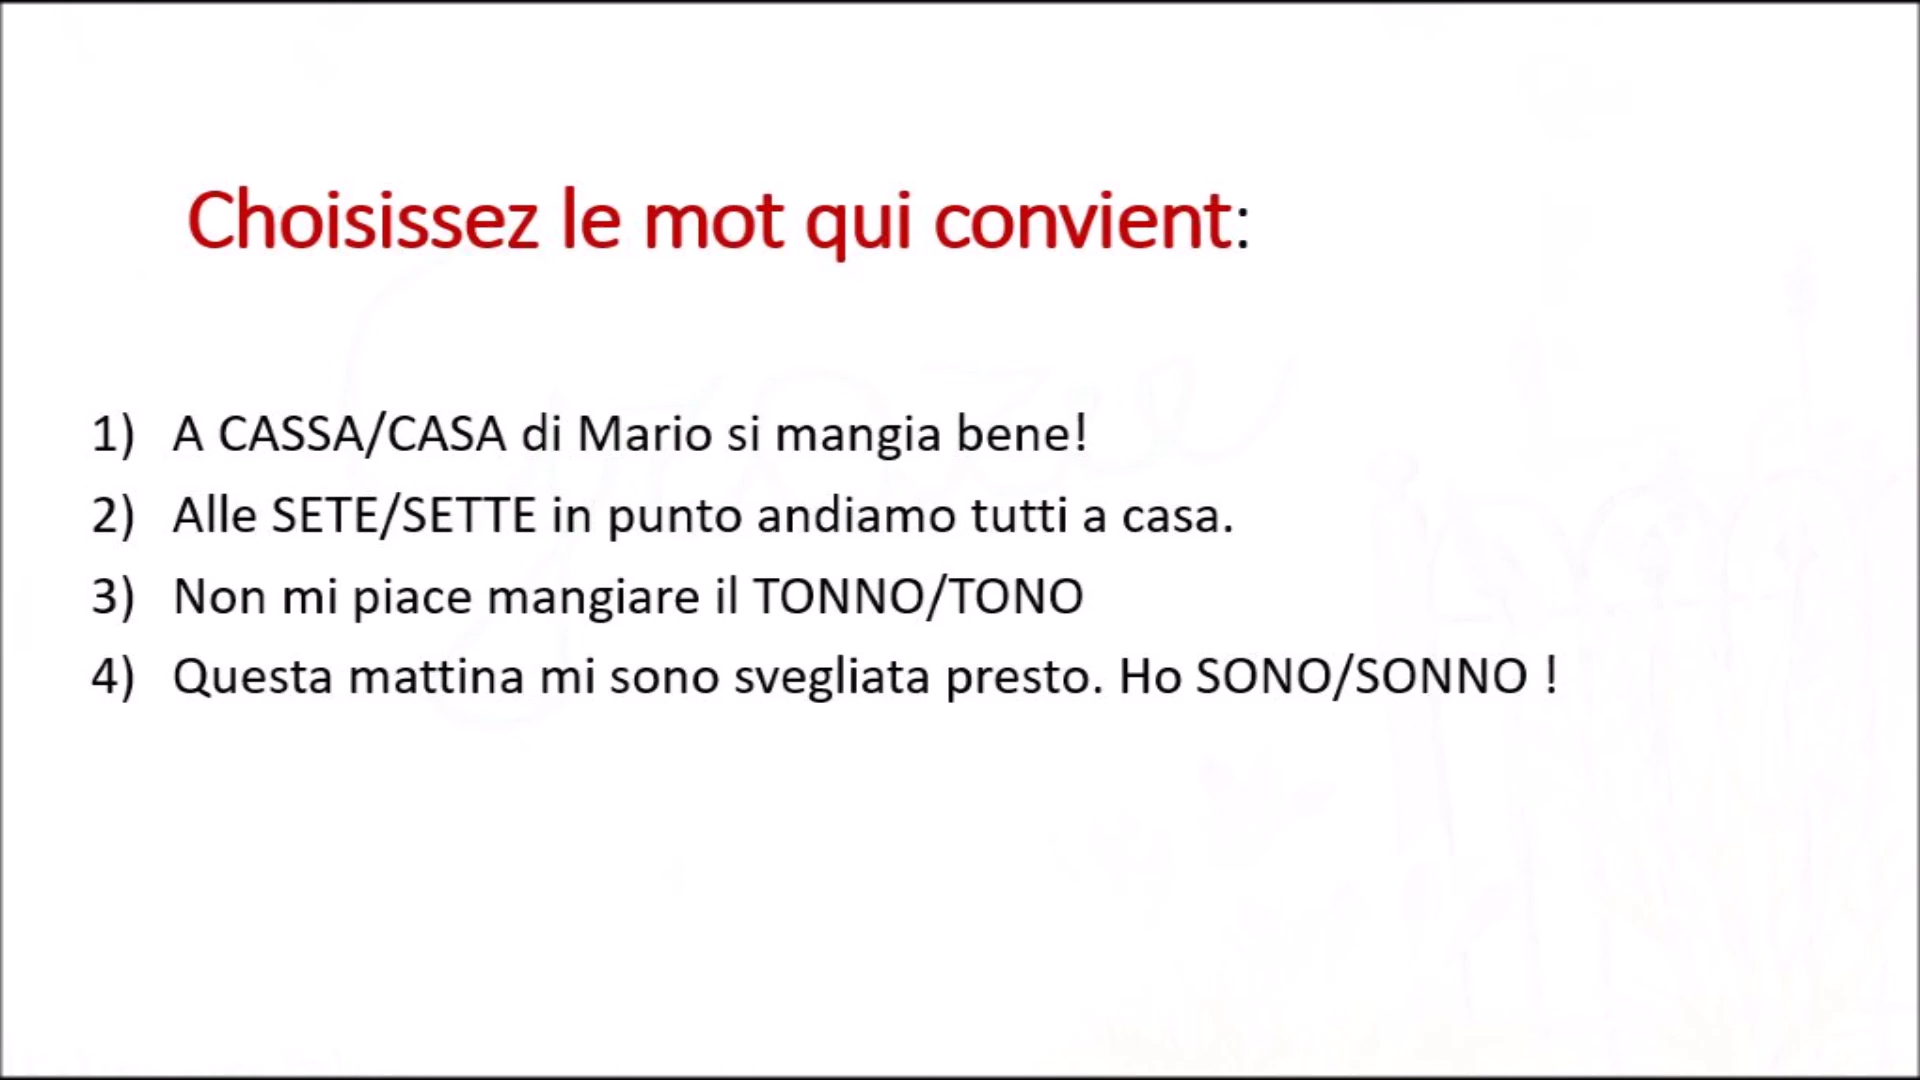 Choisissez le mot qui convient:
1) A CASSA/CASA di Mario si mangia bene!
2) Alle SETE/SETTE in punto andiamo tutti a casa.
3) Non mi piace mangiare il TONNO/TONO
4) Questa mattina mi sono svegliata presto. Ho SONO/SONNO !